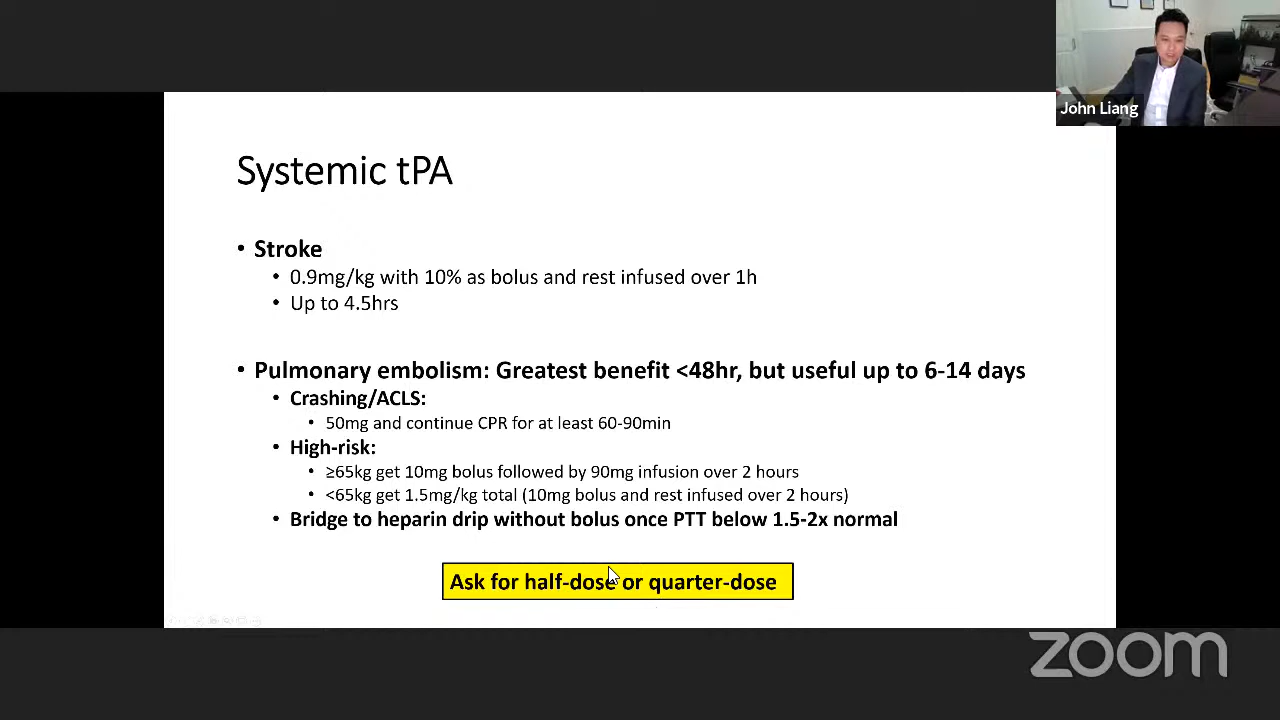 John Liang
Systemic tPA
• Stroke
• 0.9mg/kg with 10% as bolus and rest infused over 1h
• Up to 4.5hrs
• Pulmonary embolism: Greatest benefit <48hr, but useful up to 6-14 days
• Crashing/ACLS:
• 50mg and continue CPR for at least 60-90min
• High-risk:
• ≥65kg get 10mg bolus followed by 90mg infusion over 2 hours
• <65kg get 1.5mg/kg total (10mg bolus and rest infused over 2 hours)
• Bridge to heparin drip without bolus once PTT below 1.5-2x normal
Ask for half-dose or quarter-dose
zoom